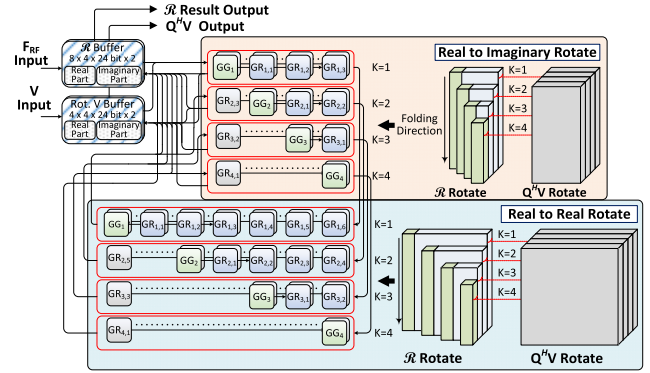 ℛ Result Output
QᴴV Output
F_RF
Input
ℛ Buffer
8 x 4 x 24 bit x 2
Real Part
Imaginary Part
V
Input
Rot. V Buffer
4 x 4 x 24 bit x 2
Real Part
Imaginary Part
Real to Imaginary Rotate
GG₁ GR₁,₁ GR₁,₂ GR₁,₃ K=1
GR₂,₃ GG₂ GR₂,₁ GR₂,₂ K=2
GR₃,₂ GG₃ GR₃,₁ K=3
GR₄,₁ GG₄ K=4
Folding
Direction
K=1
K=2
K=3
K=4
ℛ Rotate
QᴴV Rotate
Real to Real Rotate
GG₁ GR₁,₁ GR₁,₂ GR₁,₃ GR₁,₄ GR₁,₅ GR₁,₆ K=1
GR₂,₅ GG₂ GR₂,₁ GR₂,₂ GR₂,₃ GR₂,₄ K=2
GR₃,₃ GG₃ GR₃,₁ GR₃,₂ K=3
GR₄,₁ GG₄ K=4
K=1
K=2
K=3
K=4
ℛ Rotate
QᴴV Rotate